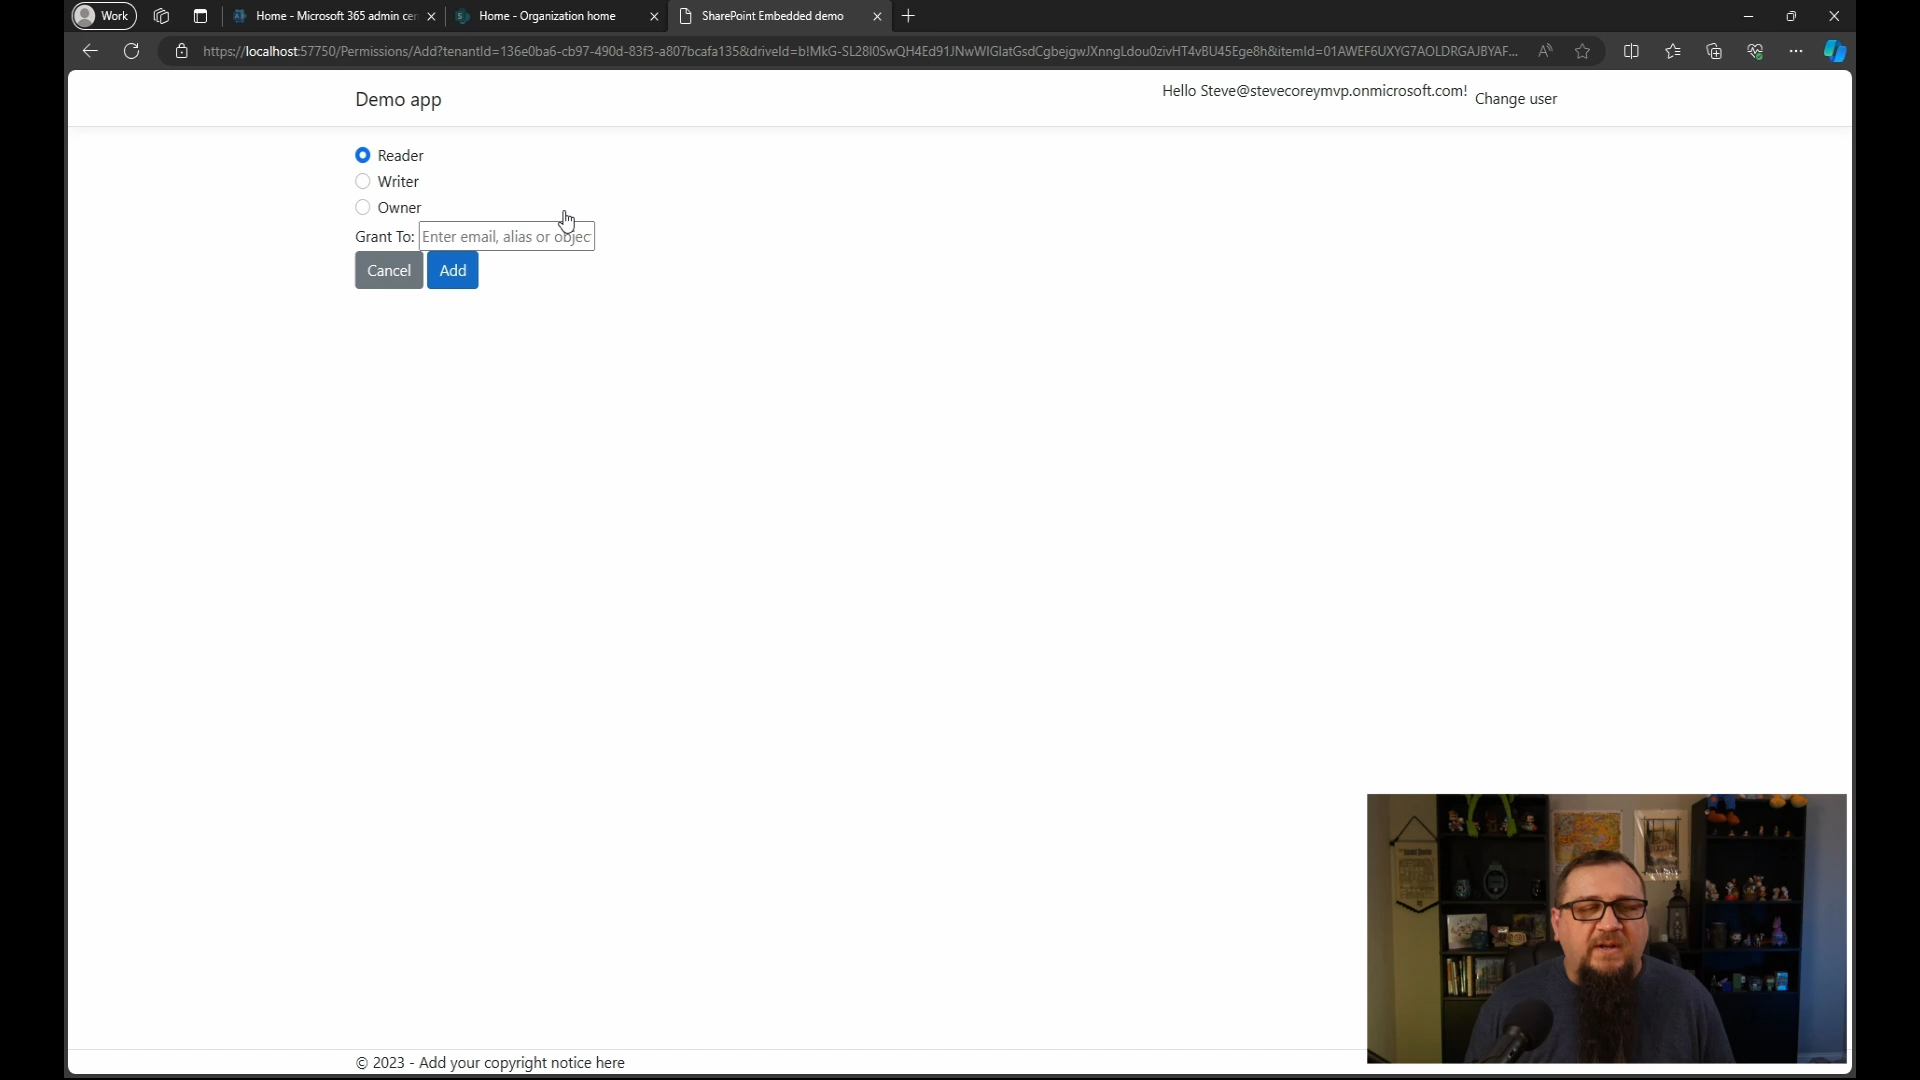 Work
Home - Microsoft 365 admin cer
Home - Organization home
SharePoint Embedded demo
https://localhost:57750/Permissions/Add?tenantId=136e0ba6-cb97-490d-83f3-a807bcafa135&driveId=b!MkG-SL28I0SwQH4Ed91JNwWIGlatGsdCgbejgwJXnngLdou0zivHT4vBU45Ege8h&itemId=01AWEF6UXYG7AOLDRGAJBYAF...
Demo app
Hello Steve@stevecoreymvp.onmicrosoft.com!
Change user
Reader
Writer
Owner
Grant To: Enter email, alias or objec
Cancel Add
© 2023 - Add your copyright notice here